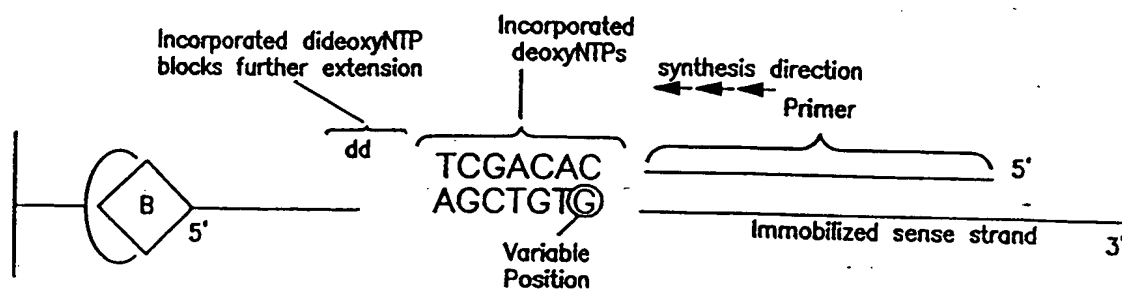 Incorporated dideoxyNTP
blocks further extension
Incorporated
deoxyNTPs
synthesis direction
Primer
dd
TCGACAC
5'
B
AGCTGTG
5'
Variable
Position
Immobilized sense strand
3'